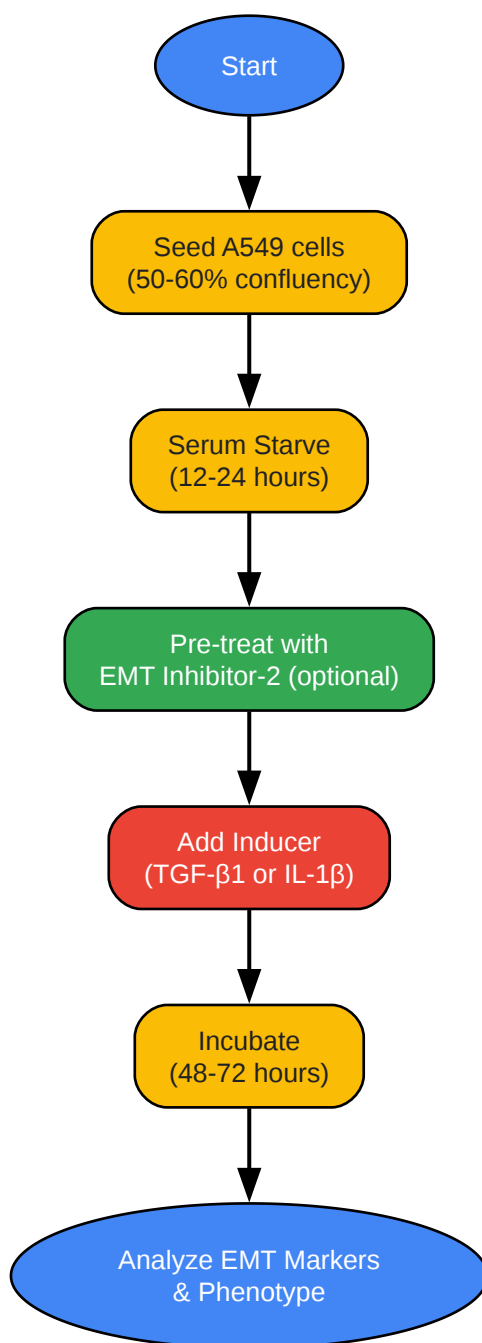 Start
Seed A549 cells
(50-60% confluency)
Serum Starve
(12-24 hours)
Pre-treat with
EMT Inhibitor-2 (optional)
Add Inducer
(TGF-β1 or IL-1β)
Incubate
(48-72 hours)
Analyze EMT Markers
& Phenotype